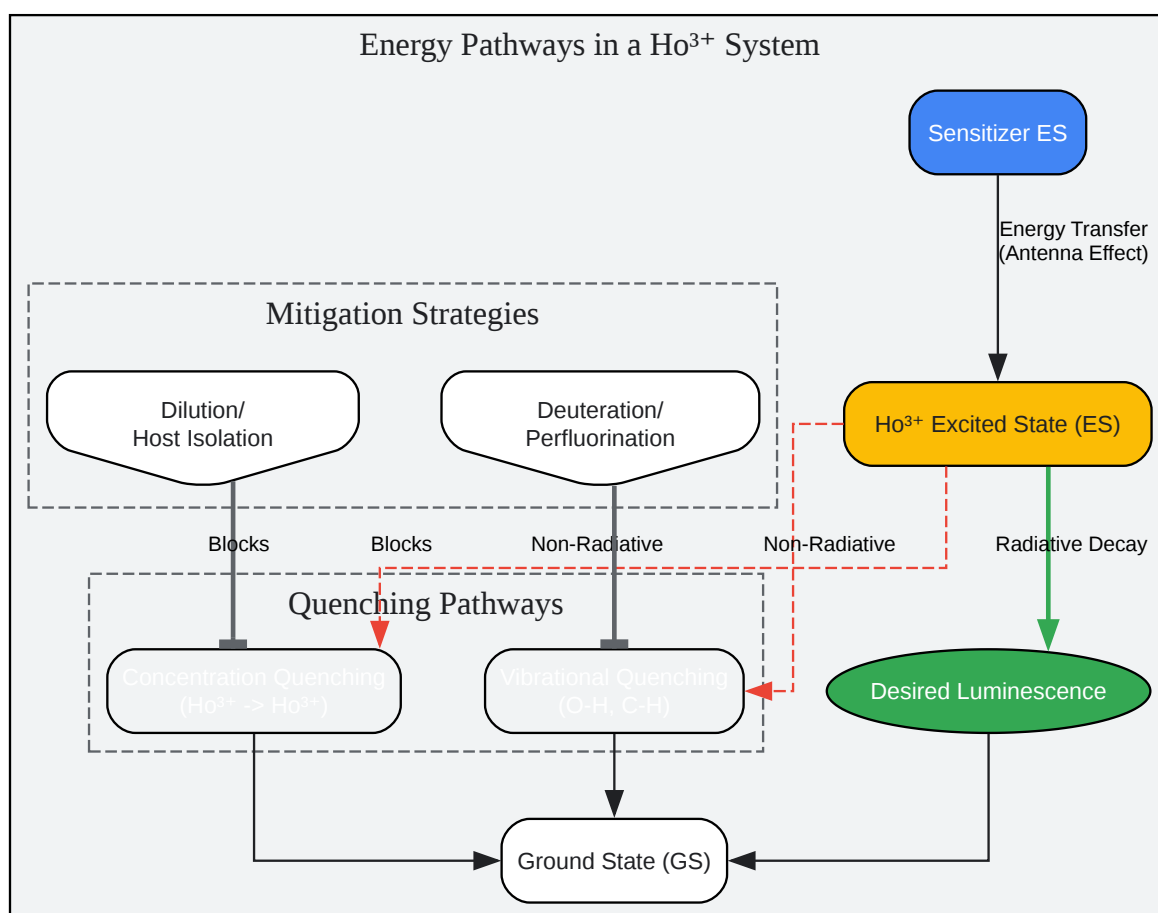 Energy Pathways in a Ho³⁺ System
Sensitizer ES
Energy Transfer
(Antenna Effect)
Mitigation Strategies
Dilution/
Host Isolation
Deuteration/
Perfluorination
Ho³⁺ Excited State (ES)
Blocks
Blocks
Non-Radiative
Non-Radiative
Radiative Decay
Quenching Pathways
Concentration Quenching
(Ho³⁺ -> Ho³⁺)
Vibrational Quenching
(O-H, C-H)
Desired Luminescence
Ground State (GS)